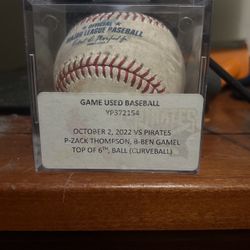 OFFICIAL
MAJOR LEAGUE BASEBALL
GAME USED BASEBALL
YP372154
OCTOBER 2, 2022 VS PIRATES
P-ZACK THOMPSON, B-BEN GAMEL
TOP OF 6TH, BALL (CURVEBALL)